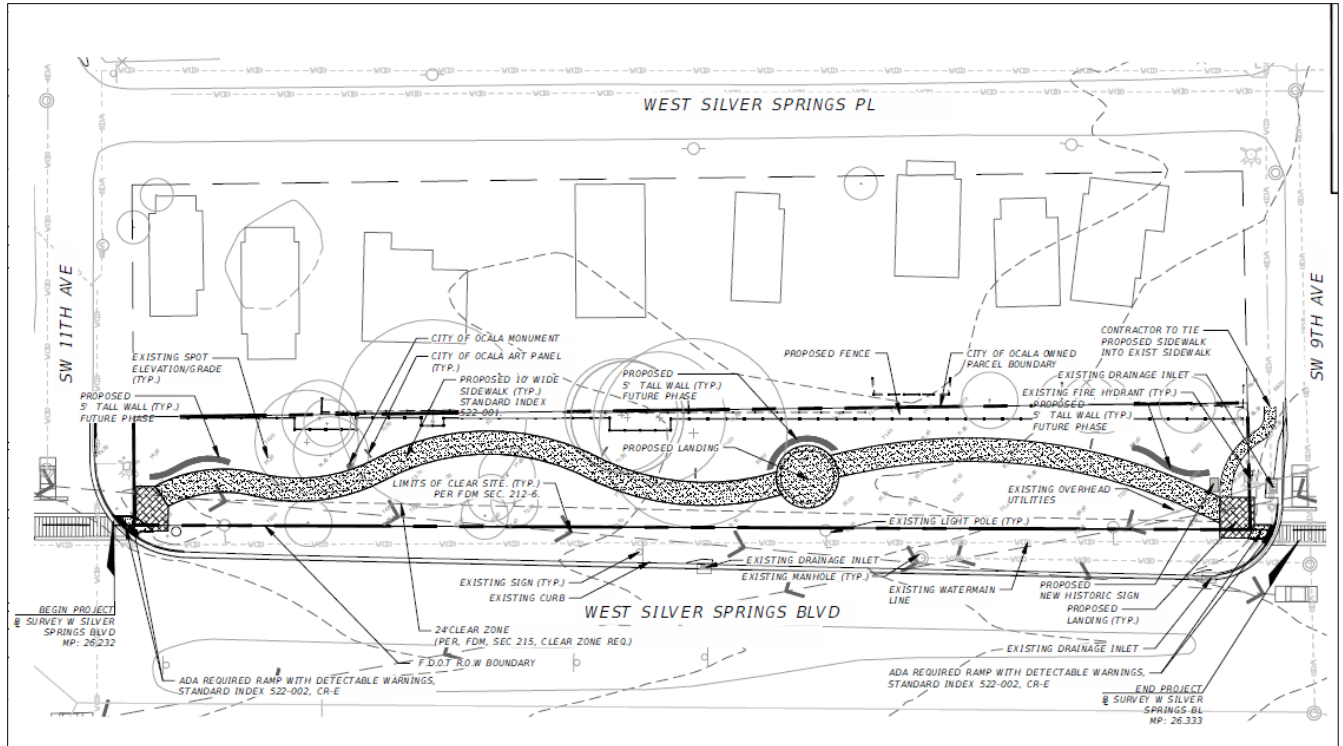 WEST SILVER SPRINGS PL
SW 11TH AVE
SW 9TH AVE
EXISTING SPOT
ELEVATION/GRADE
(TYP.)
PROPOSED
5' TALL WALL (TYP.)
FUTURE PHASE
CITY OF OCALA MONUMENT
CITY OF OCALA ART PANEL
(TYP.)
PROPOSED 10' WIDE
SIDEWALK (TYP.)
STANDARD INDEX
522-001.
PROPOSED
5' TALL WALL (TYP.)
FUTURE PHASE
PROPOSED LANDING
PROPOSED FENCE
CITY OF OCALA OWNED
PARCEL BOUNDARY
CONTRACTOR TO TIE
PROPOSED SIDEWALK
INTO EXIST SIDEWALK
EXISTING DRAINAGE INLET
EXISTING FIRE HYDRANT (TYP.)
PROPOSED
5' TALL WALL (TYP.)
FUTURE PHASE
LIMITS OF CLEAR SITE. (TYP.)
PER FDM SEC. 212-6.
EXISTING OVERHEAD
UTILITIES
EXISTING LIGHT POLE (TYP.)
EXISTING SIGN (TYP.)
EXISTING CURB
EXISTING DRAINAGE INLET
EXISTING MANHOLE (TYP.)
EXISTING WATERMAIN
LINE
PROPOSED
NEW HISTORIC SIGN
PROPOSED
LANDING (TYP.)
WEST SILVER SPRINGS BLVD
BEGIN PROJECT
@ SURVEY W SILVER
SPRINGS BLVD
MP: 26.232
24'CLEAR ZONE
(PER, FDM, SEC 215, CLEAR ZONE REQ.)
F.D.O.T R.O.W BOUNDARY
ADA REQUIRED RAMP WITH DETECTABLE WARNINGS,
STANDARD INDEX 522-002, CR-E
EXISTING DRAINAGE INLET
ADA REQUIRED RAMP WITH DETECTABLE WARNINGS,
STANDARD INDEX 522-002, CR-E
END PROJECT
@ SURVEY W SILVER
SPRINGS BL
MP: 26.333